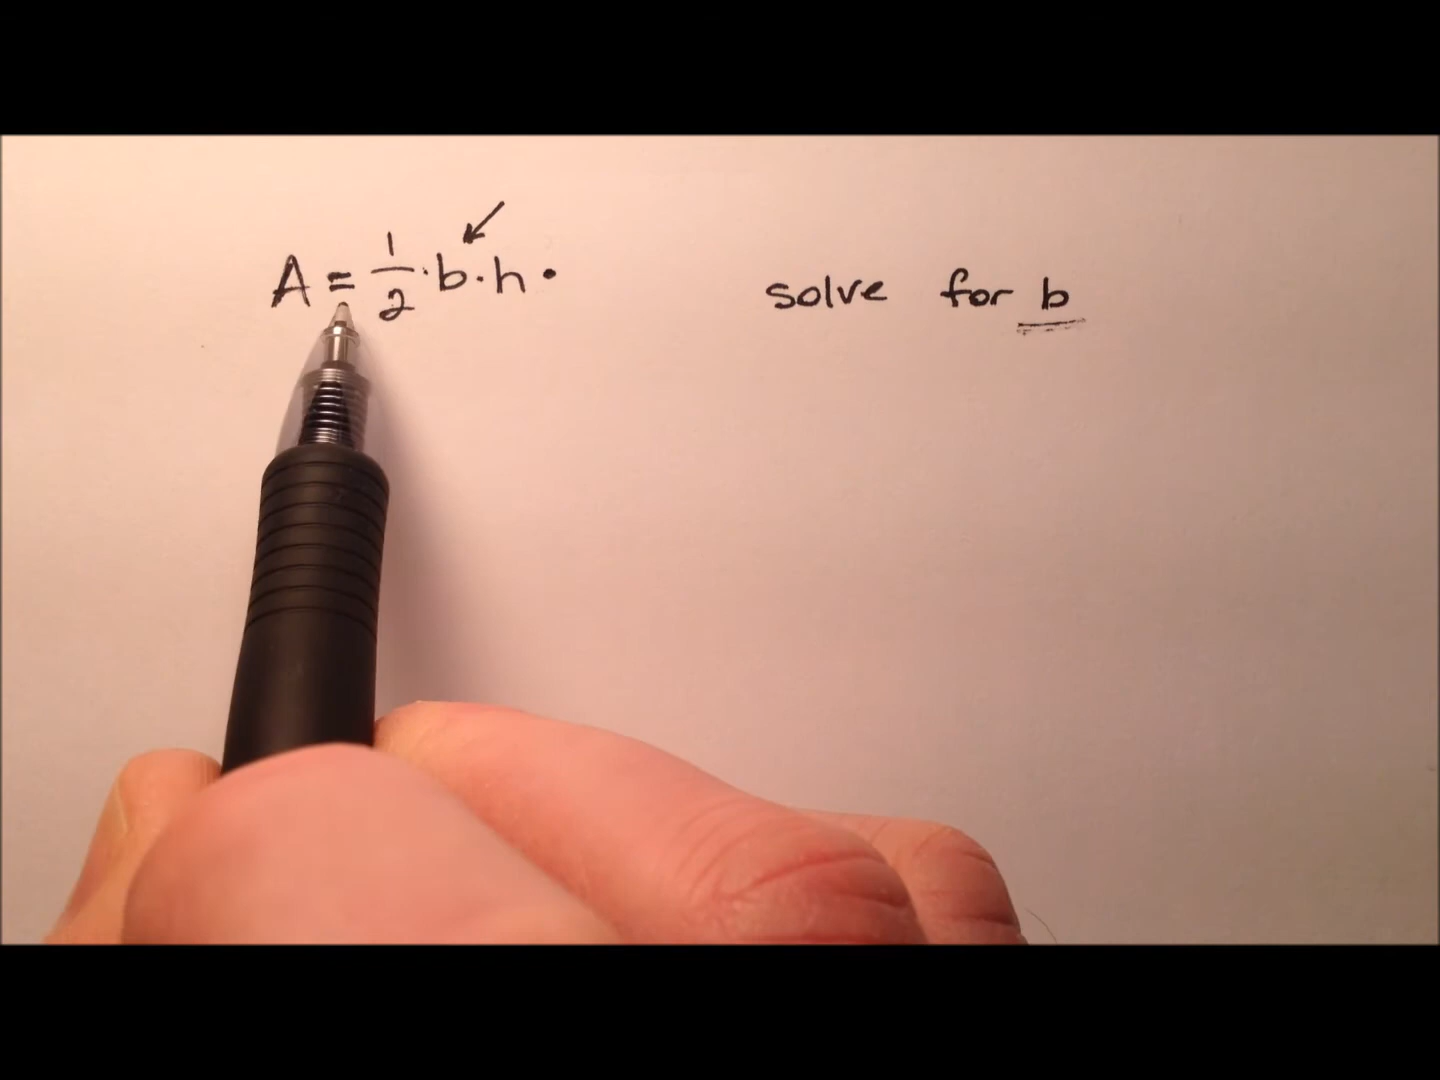 A = 1/2 · b · h · solve for b